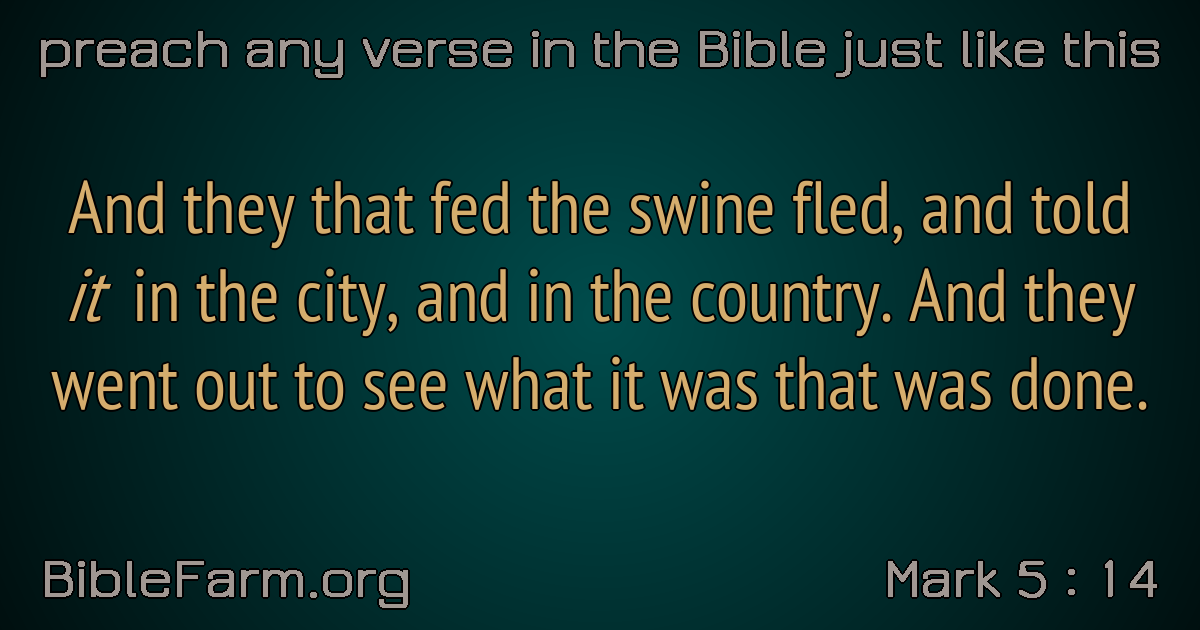 preach any verse in the Bible just like this
And they that fed the swine fled, and told
it in the city, and in the country. And they
went out to see what it was that was done.
BibleFarm.org
Mark 5 : 14